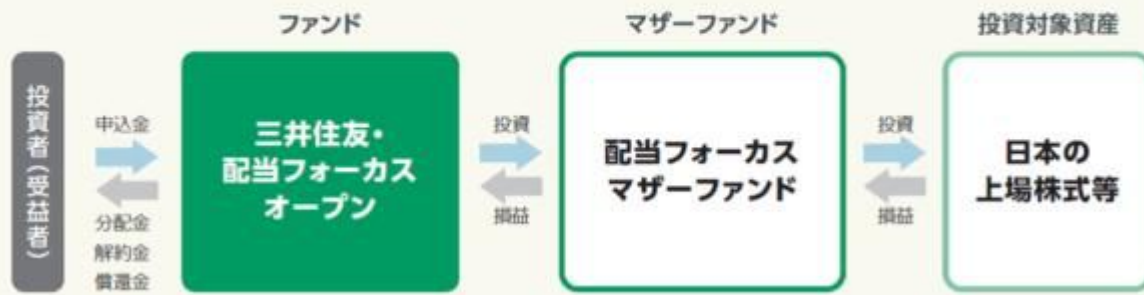 ファンド
マザーファンド
投資対象資産
投資者(受益者)
申込金
分配金
解約金
償還金
三井住友・
配当フォーカス
オープン
投資
損益
配当フォーカス
マザーファンド
投資
損益
日本の
上場株式等